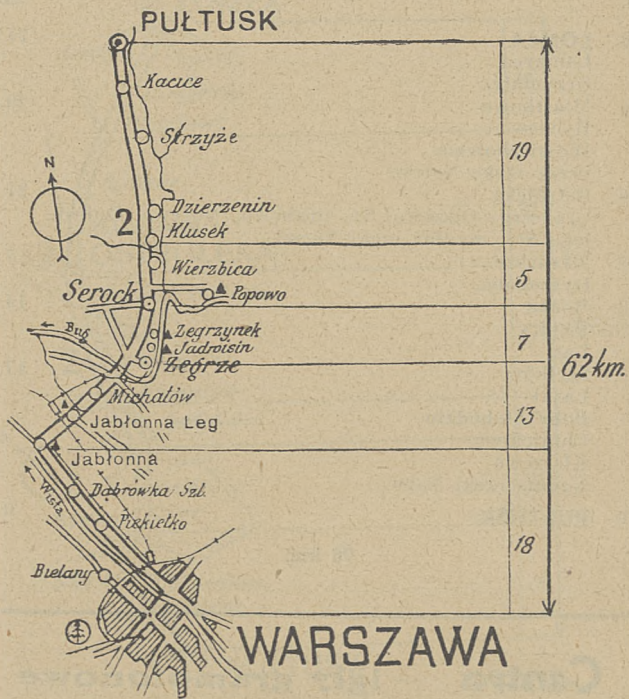 PUŁTUSK
Kacice
Strzyże
19
N
Dzierzenin
2
Klusek
Wierzbica
5
Serock
Popowo
Bug
Zegrzynek
7
Jadwisin
Zegrze
62 km.
Michałów
13
Jabłonna Leg
Jabłonna
Dabrówka Szl.
Wisła
Piekiełko
18
Bielany
WARSZAWA